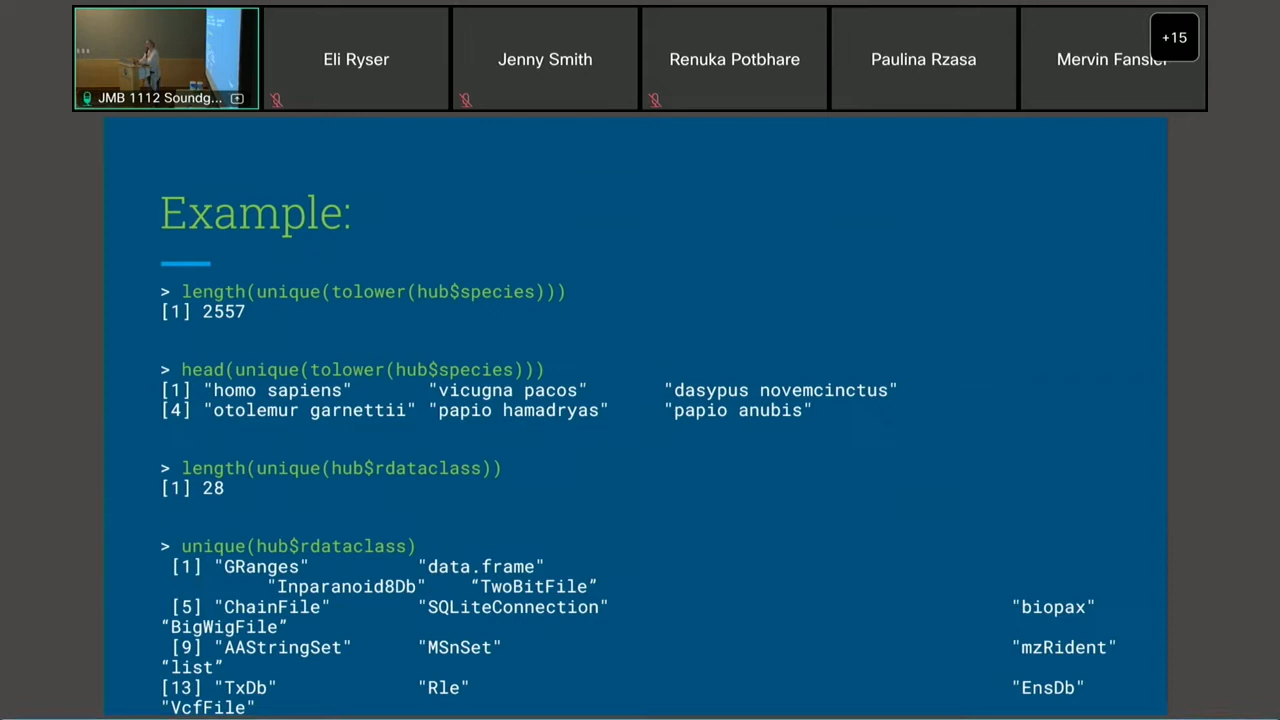 JMB 1112 Soundg...
Eli Ryser
Jenny Smith
Renuka Potbhare
Paulina Rzasa
Mervin Fansler
+15
Example:
> length(unique(tolower(hub$species)))
[1] 2557
> head(unique(tolower(hub$species)))
[1] "homo sapiens" "vicugna pacos" "dasypus novemcinctus"
[4] "otolemur garnettii" "papio hamadryas" "papio anubis"
> length(unique(hub$rdataclass))
[1] 28
> unique(hub$rdataclass)
[1] "GRanges" "data.frame"
"Inparanoid8Db" “TwoBitFile”
[5] "ChainFile" "SQLiteConnection" "biopax"
“BigWigFile”
[9] "AAStringSet" "MSnSet" "mzRident"
“list”
[13] "TxDb" "Rle" "EnsDb"
"VcfFile"